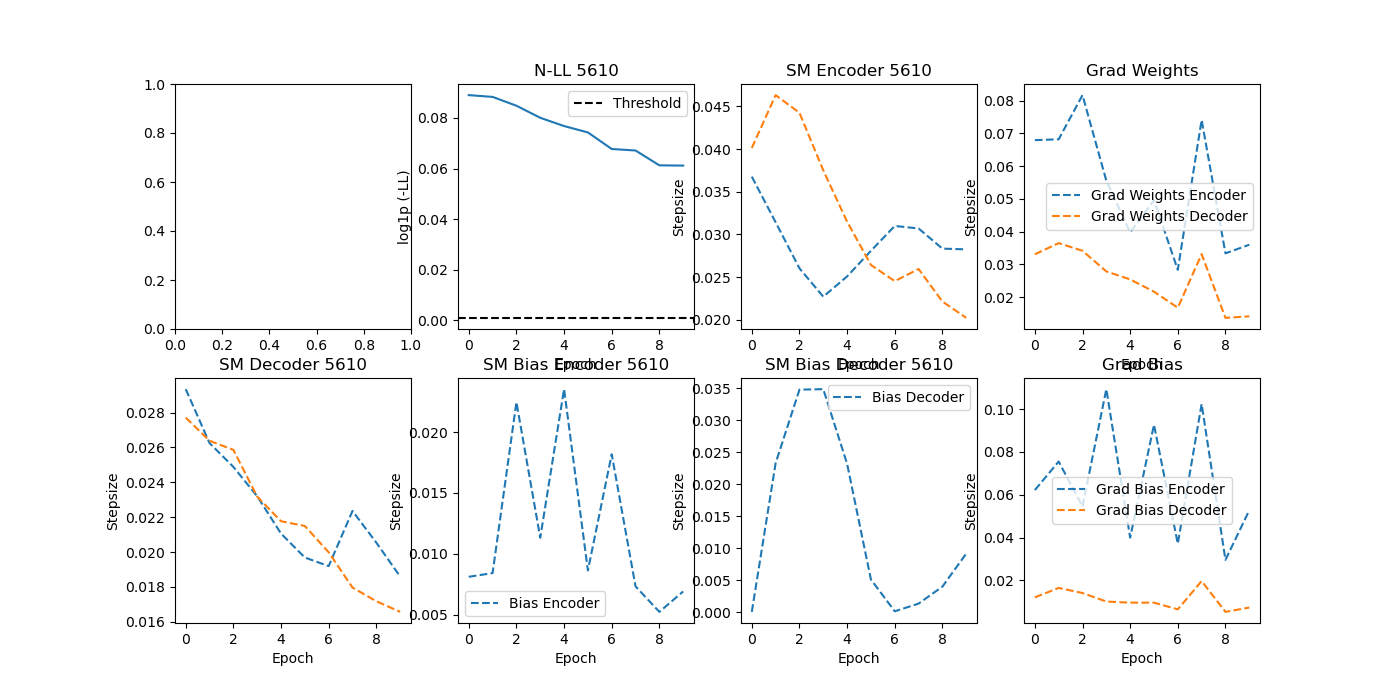 1.0
0.8
0.6
0.4
0.2
0.0
0.0 0.2 0.4 0.6 0.8 1.0
N-LL 5610
Threshold
log1p (-LL)
0.08
0.06
0.04
0.02
0.00
0 2 4 6 8
Epoch
SM Encoder 5610
Stepsize
0.045
0.040
0.035
0.030
0.025
0.020
0 2 4 6 8
Epoch
Grad Weights
Grad Weights Encoder
Grad Weights Decoder
Stepsize
0.08
0.07
0.06
0.05
0.04
0.03
0.02
0 2 4 6 8
Epoch
SM Decoder 5610
Stepsize
0.028
0.026
0.024
0.022
0.020
0.018
0.016
0 2 4 6 8
Epoch
SM Bias Encoder 5610
Stepsize
0.020
0.015
0.010
0.005
Bias Encoder
0 2 4 6 8
Epoch
SM Bias Decoder 5610
Bias Decoder
Stepsize
0.035
0.030
0.025
0.020
0.015
0.010
0.005
0.000
0 2 4 6 8
Epoch
Grad Bias
Grad Bias Encoder
Grad Bias Decoder
Stepsize
0.10
0.08
0.06
0.04
0.02
0 2 4 6 8
Epoch